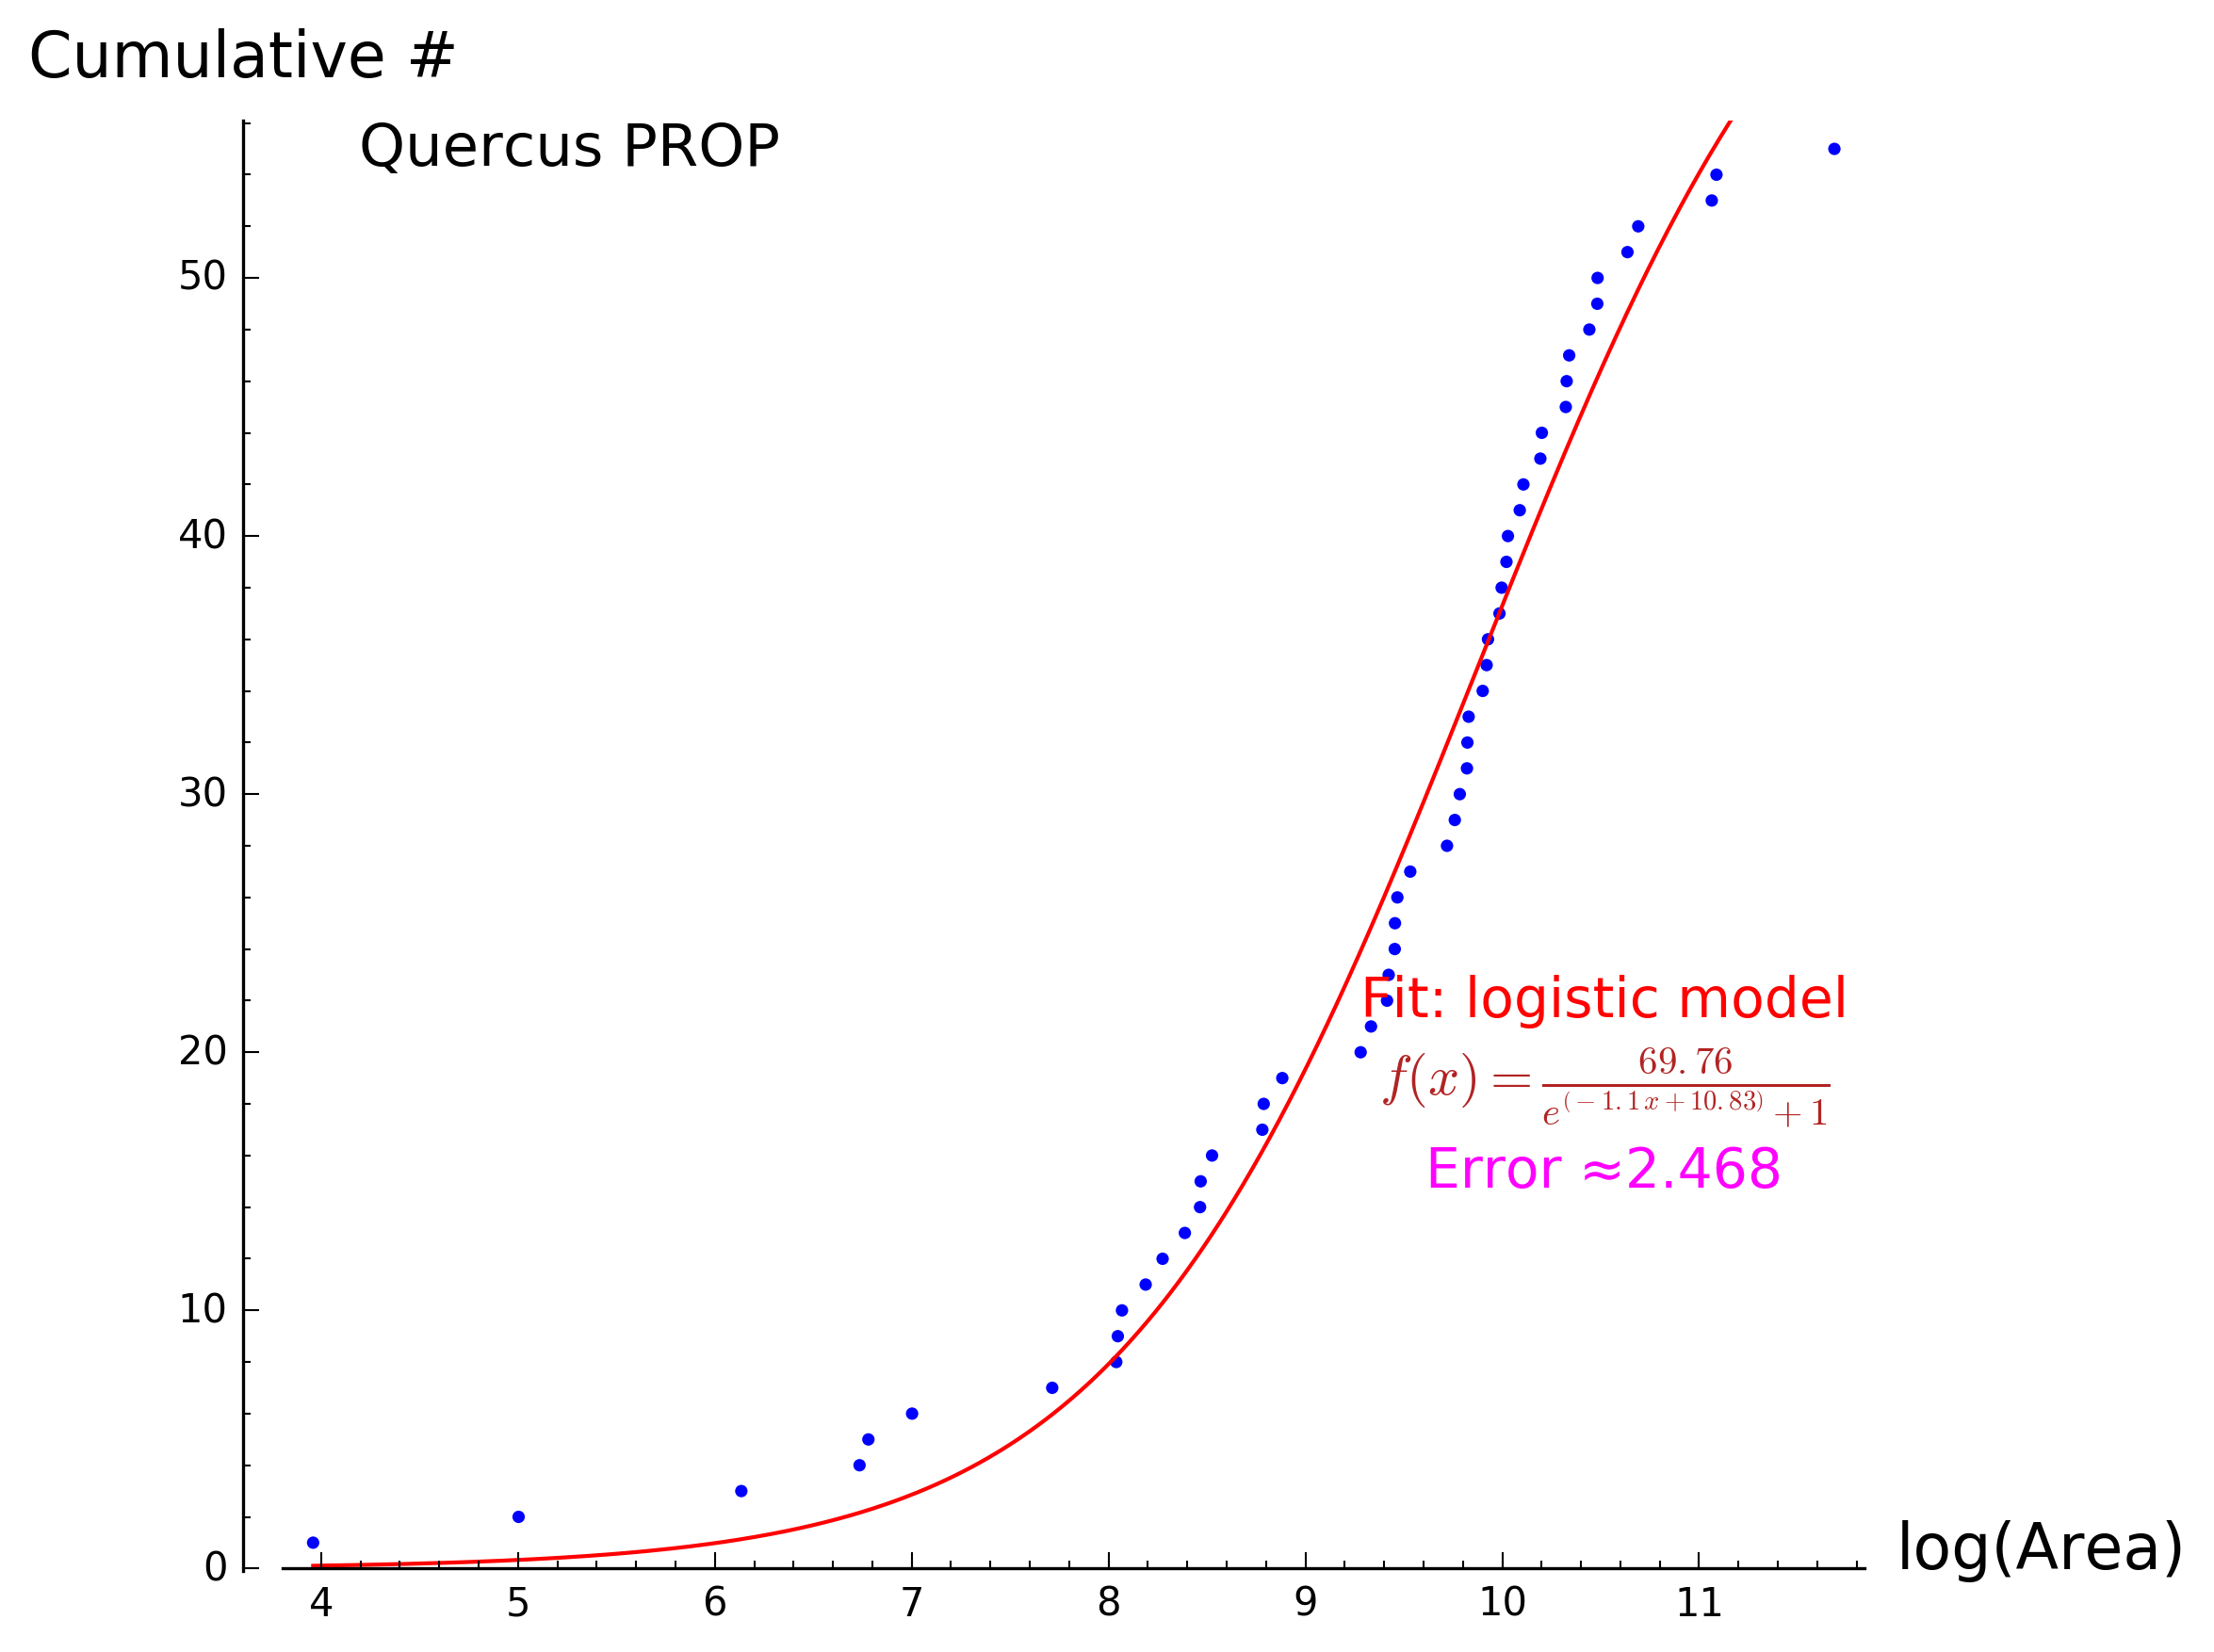 Cumulative #
Quercus PROP
50
40
30
20
10
0
Fit: logistic model
f(x) = 69.76 / e^(-1.1x+10.83) + 1
Error ≈2.468
4 5 6 7 8 9 10 11
log(Area)